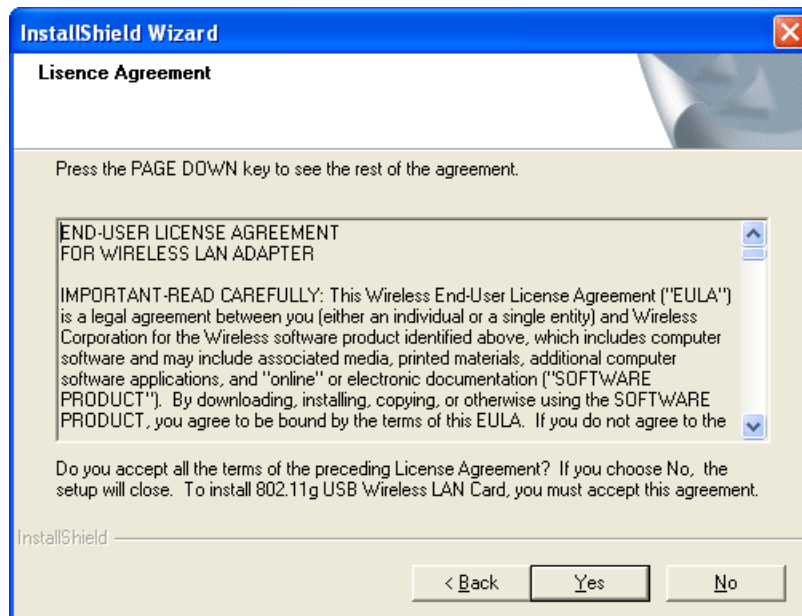 InstallShield Wizard
Lisence Agreement
Press the PAGE DOWN key to see the rest of the agreement.
END-USER LICENSE AGREEMENT
FOR WIRELESS LAN ADAPTER
IMPORTANT-READ CAREFULLY: This Wireless End-User License Agreement ("EULA")
is a legal agreement between you (either an individual or a single entity) and Wireless
Corporation for the Wireless software product identified above, which includes computer
software and may include associated media, printed materials, additional computer
software applications, and "online" or electronic documentation ("SOFTWARE
PRODUCT").  By downloading, installing, copying, or otherwise using the SOFTWARE
PRODUCT, you agree to be bound by the terms of this EULA.  If you do not agree to the
Do you accept all the terms of the preceding License Agreement?  If you choose No,  the
setup will close.  To install 802.11g USB Wireless LAN Card, you must accept this agreement.
InstallShield
< Back
Yes
No